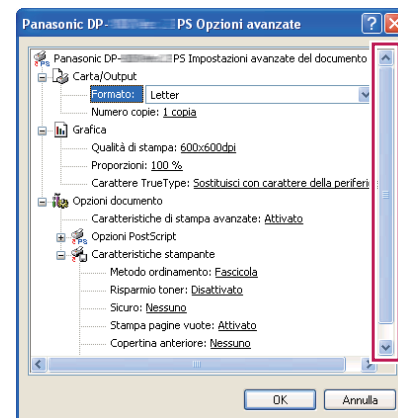 Panasonic DP- PS Opzioni avanzate
Panasonic DP- PS Impostazioni avanzate del documento
Carta/Output
Formato: Letter
Numero copie: 1 copia
Grafica
Qualità di stampa: 600x600dpi
Proporzioni: 100 %
Carattere TrueType: Sostituisci con carattere della periferi
Opzioni documento
Caratteristiche di stampa avanzate: Attivato
Opzioni PostScript
Caratteristiche stampante
Metodo ordinamento: Fascicola
Risparmio toner: Disattivato
Sicuro: Nessuno
Stampa pagine vuote: Attivato
Copertina anteriore: Nessuno
OK Annulla